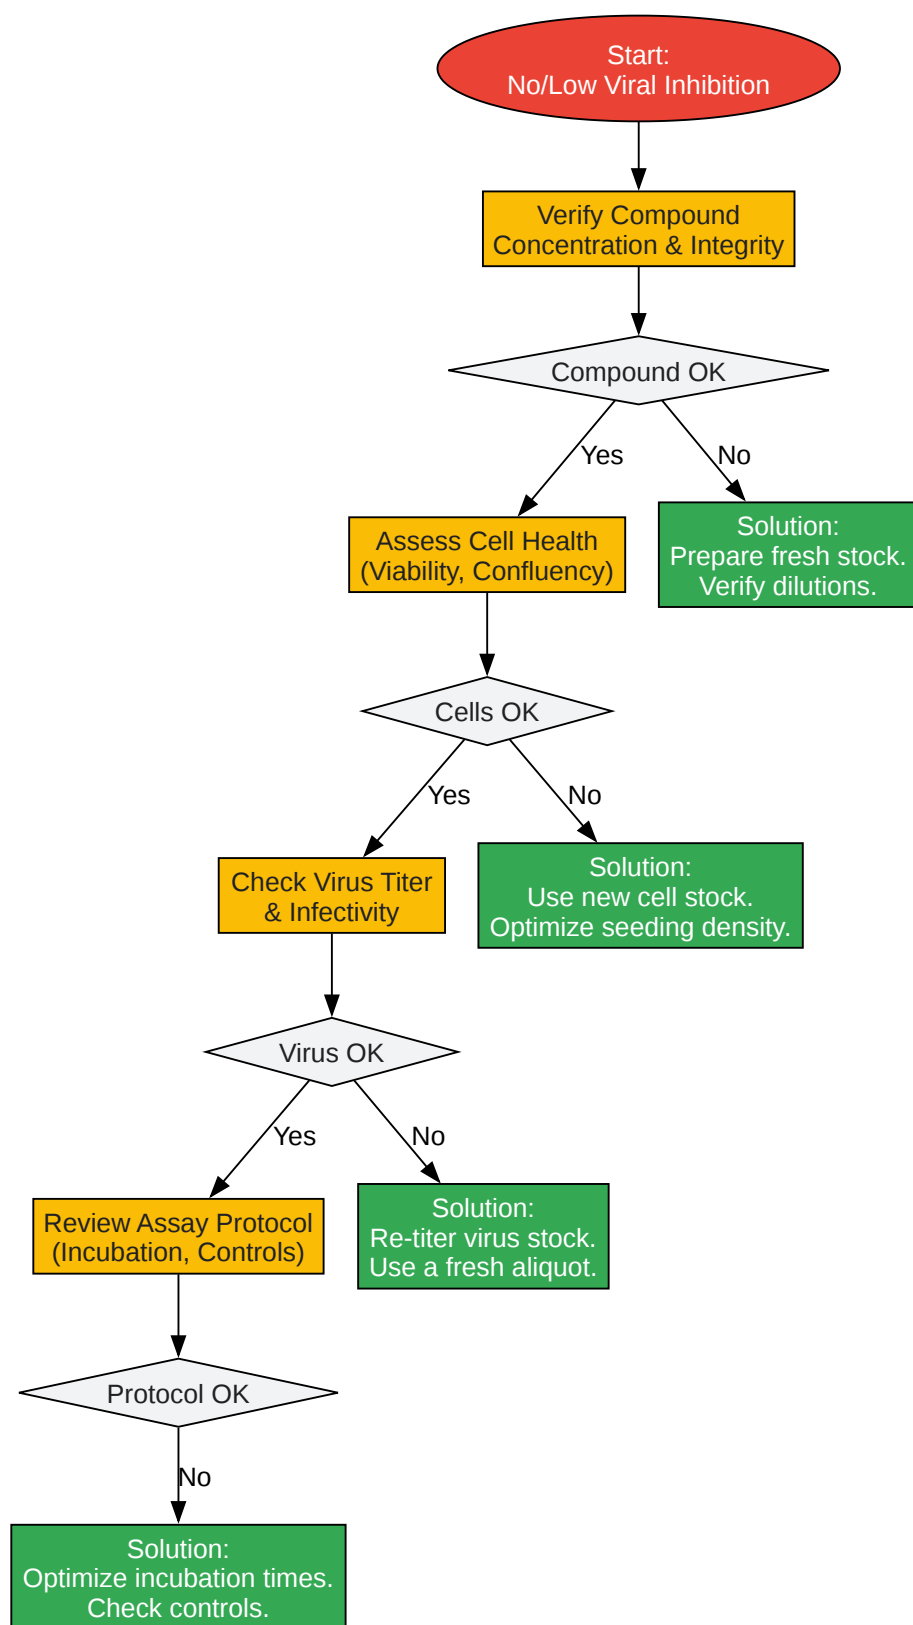 Start:
No/Low Viral Inhibition
Verify Compound
Concentration & Integrity
Compound OK
Yes
No
Assess Cell Health
(Viability, Confluency)
Solution:
Prepare fresh stock.
Verify dilutions.
Cells OK
Yes
No
Check Virus Titer
& Infectivity
Solution:
Use new cell stock.
Optimize seeding density.
Virus OK
Yes
No
Review Assay Protocol
(Incubation, Controls)
Solution:
Re-titer virus stock.
Use a fresh aliquot.
Protocol OK
No
Solution:
Optimize incubation times.
Check controls.